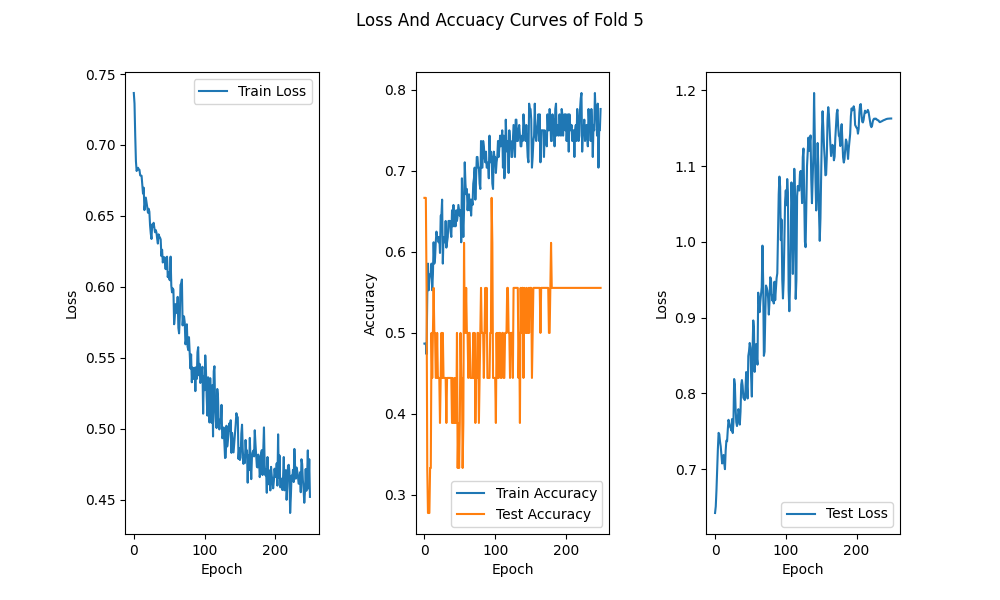 Loss And Accuacy Curves of Fold 5
0.75
0.70
0.65
0.60
0.55
0.50
0.45
Loss
0
100
200
Epoch
Train Loss
0.8
0.7
0.6
0.5
0.4
0.3
Accuracy
0
100
200
Epoch
Train Accuracy
Test Accuracy
1.2
1.1
1.0
0.9
0.8
0.7
Loss
0
100
200
Epoch
Test Loss